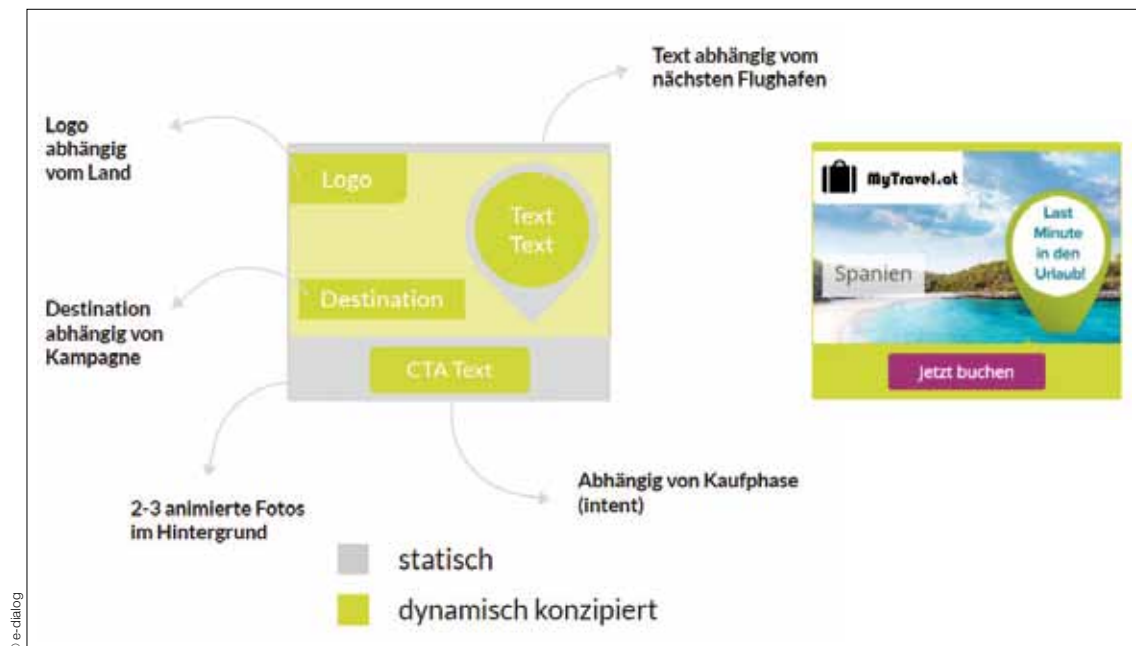 Text abhängig vom
nächsten Flughafen
Logo
abhängig
vom Land
Logo
Text
Text
Destination
abhängig von
Kampagne
Destination
CTA Text
2-3 animierte Fotos
im Hintergrund
Abhängig von Kaufphase
(intent)
statisch
dynamisch konzipiert
MyTravel.at
Last
Minute
in den
Urlaub!
Spanien
Jetzt buchen
© e-dialog